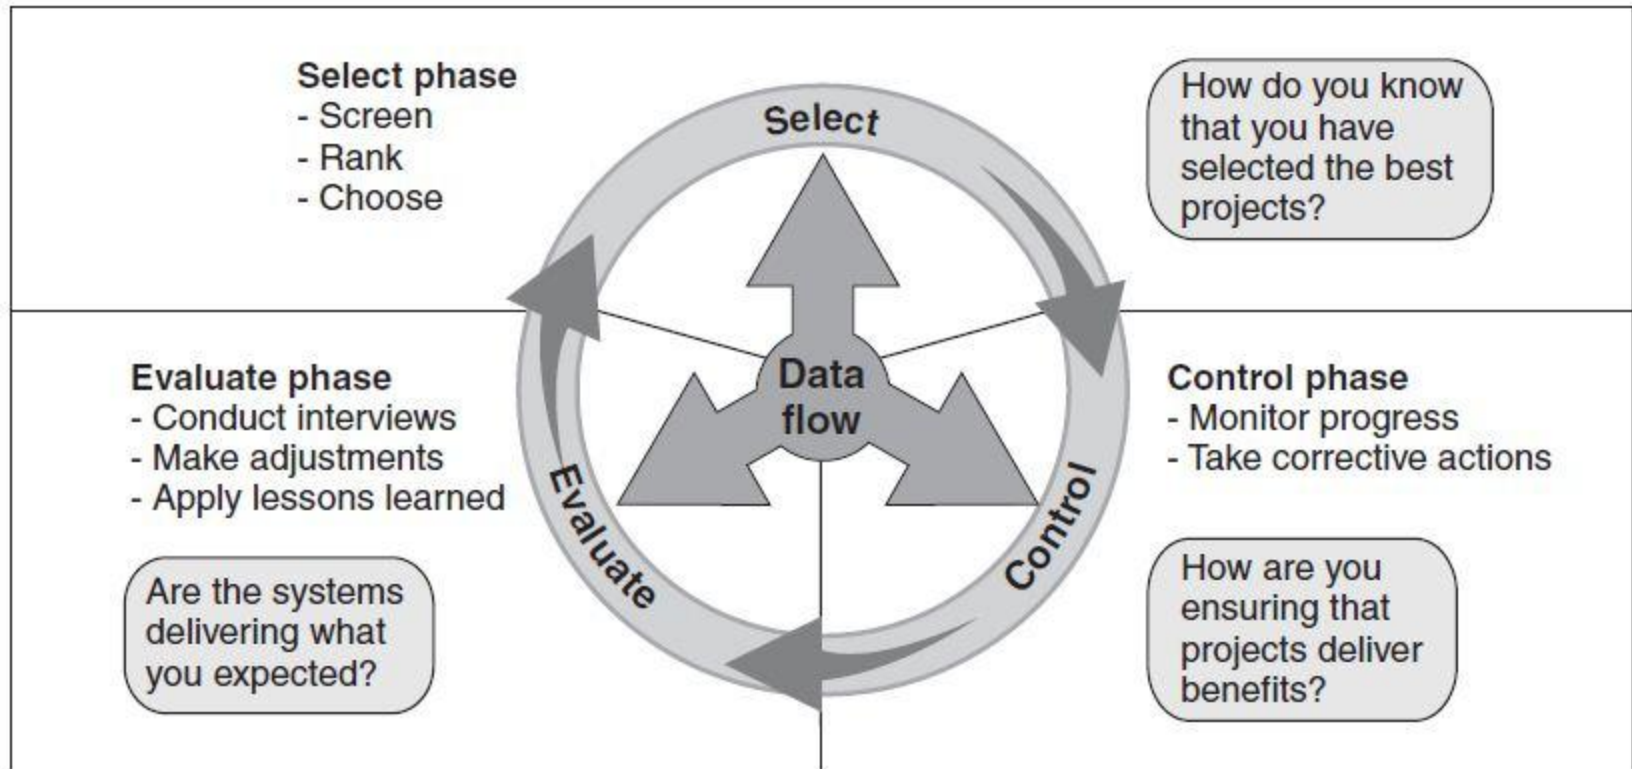 Select phase
- Screen
- Rank
- Choose
Select
How do you know
that you have
selected the best
projects?
Data
flow
Evaluate phase
- Conduct interviews
- Make adjustments
- Apply lessons learned
Evaluate
Are the systems
delivering what
you expected?
Control phase
- Monitor progress
- Take corrective actions
Control
How are you
ensuring that
projects deliver
benefits?